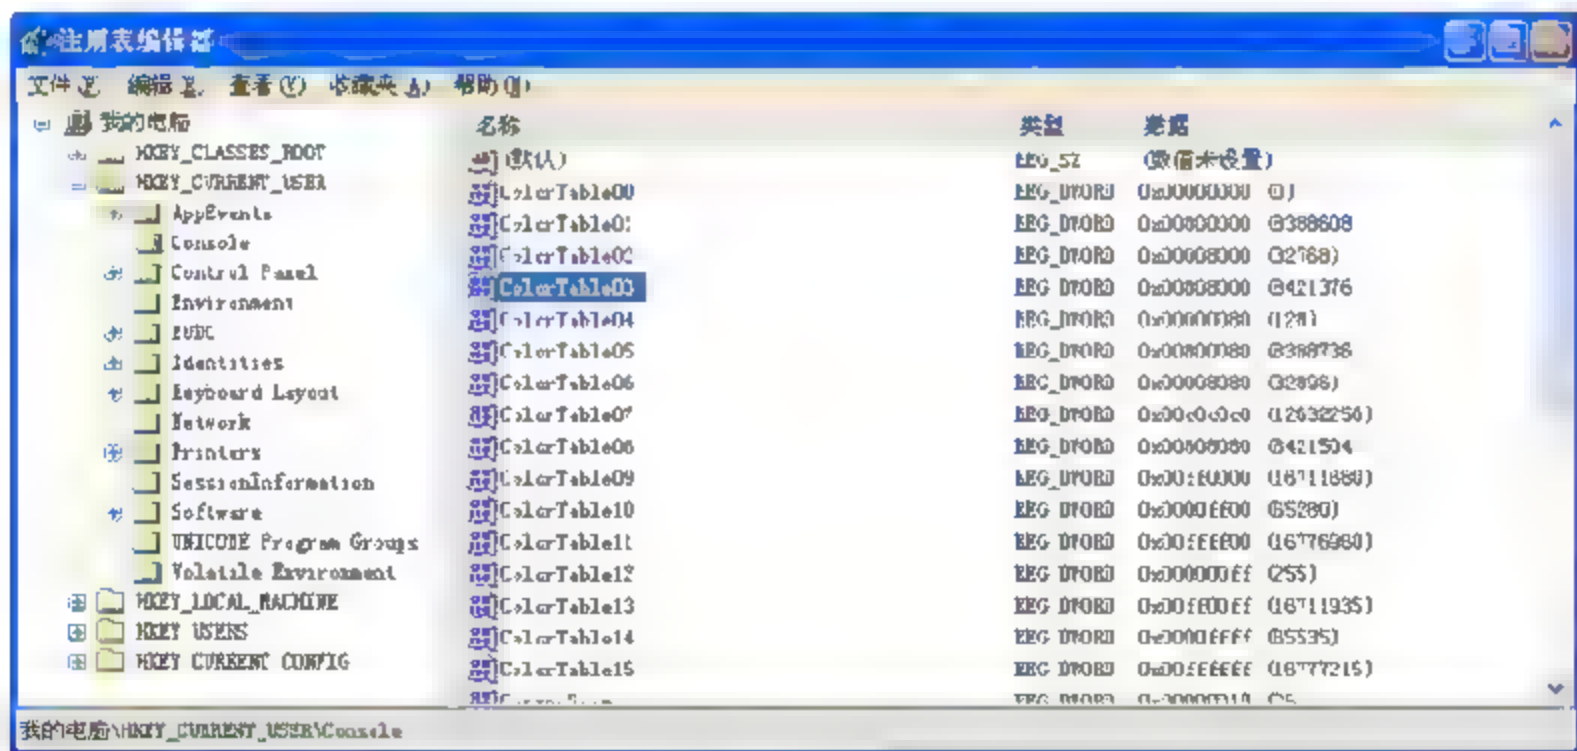 注册表编辑器
文件(F) 编辑(E) 查看(V) 收藏夹(A) 帮助(H)
我的电脑
HKEY_CLASSES_ROOT
HKEY_CURRENT_USER
AppEvents
Console
Control Panel
Environment
EUDC
Identities
Keyboard Layout
Network
Printers
SessionInformation
Software
UNICODE Program Groups
Volatile Environment
HKEY_LOCAL_MACHINE
HKEY_USERS
HKEY_CURRENT_CONFIG
名称 类型 数据
(默认) REG_SZ (数值未设置)
ColorTable00 REG_DWORD 0x00000000 (0)
ColorTable01 REG_DWORD 0x00800000 (8388608
ColorTable02 REG_DWORD 0x00008000 (32768)
ColorTable03 REG_DWORD 0x00808000 (8421376
ColorTable04 REG_DWORD 0x00000080 (128)
ColorTable05 REG_DWORD 0x00800080 (8388736
ColorTable06 REG_DWORD 0x00008080 (32896)
ColorTable07 REG_DWORD 0x00c0c0c0 (12632256)
ColorTable08 REG_DWORD 0x00808080 (8421504
ColorTable09 REG_DWORD 0x00ff0000 (16711680)
ColorTable10 REG_DWORD 0x0000ff00 (65280)
ColorTable11 REG_DWORD 0x00ffff00 (16776960)
ColorTable12 REG_DWORD 0x000000ff (255)
ColorTable13 REG_DWORD 0x00ff00ff (16711935)
ColorTable14 REG_DWORD 0x0000ffff (65535)
ColorTable15 REG_DWORD 0x00ffffff (16777215)
我的电脑\HKEY_CURRENT_USER\Console